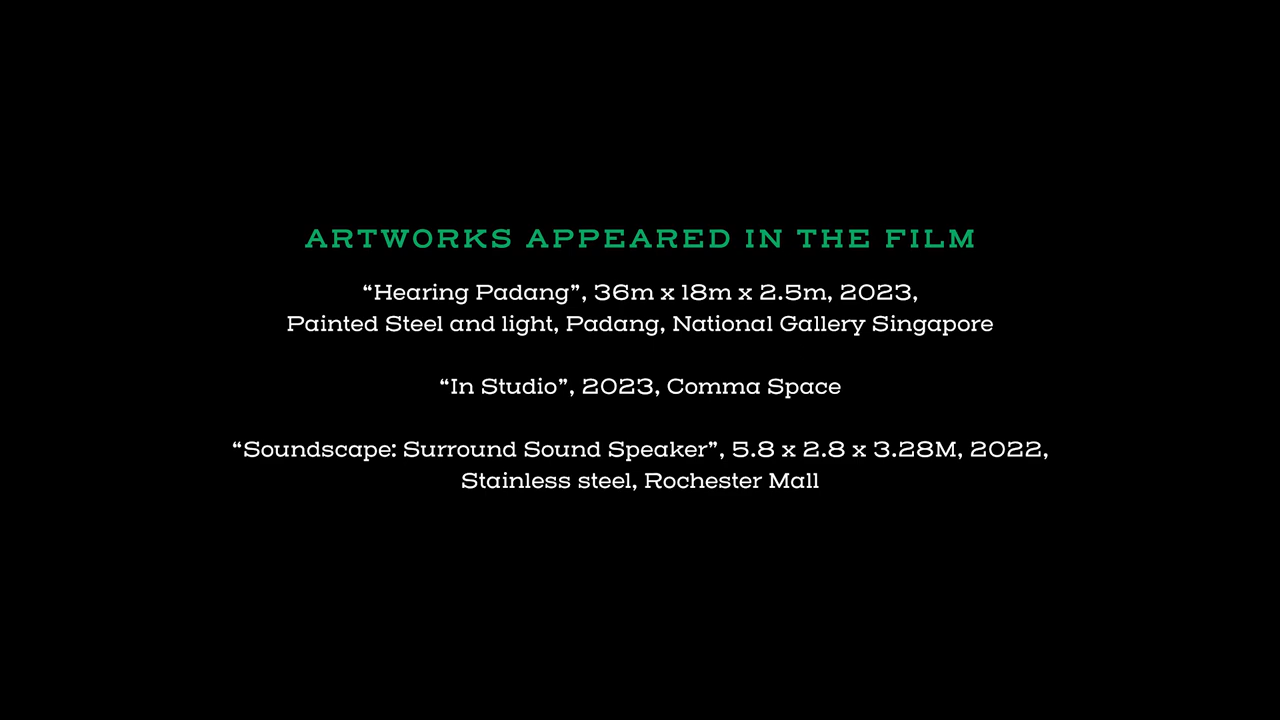 ARTWORKS APPEARED IN THE FILM
“Hearing Padang”, 36m x 18m x 2.5m, 2023,
Painted Steel and light, Padang, National Gallery Singapore
“In Studio”, 2023, Comma Space
“Soundscape: Surround Sound Speaker”, 5.8 x 2.8 x 3.28M, 2022,
Stainless steel, Rochester Mall